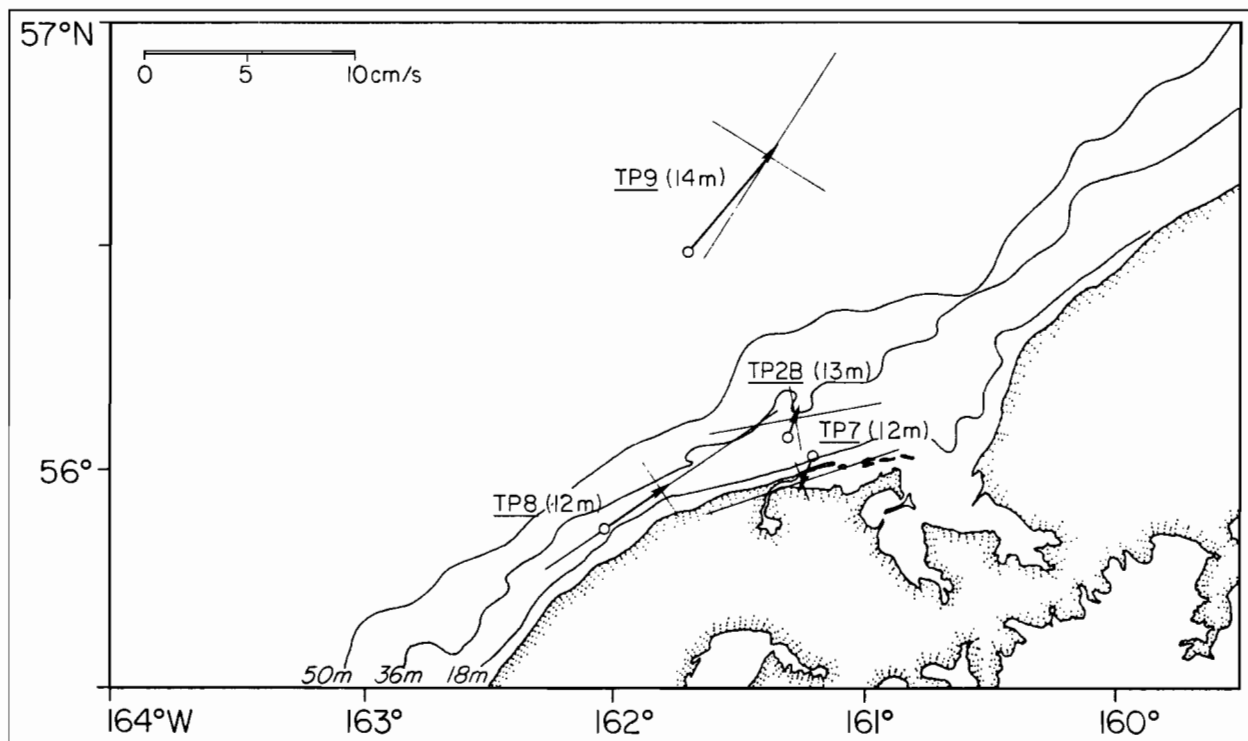 57°N
0 5 10 cm/s
TP9 (14m)
TP2B (13m)
TP7 (12m)
56°
TP8 (12m)
50m 36m 18m
164°W 163° 162° 161° 160°